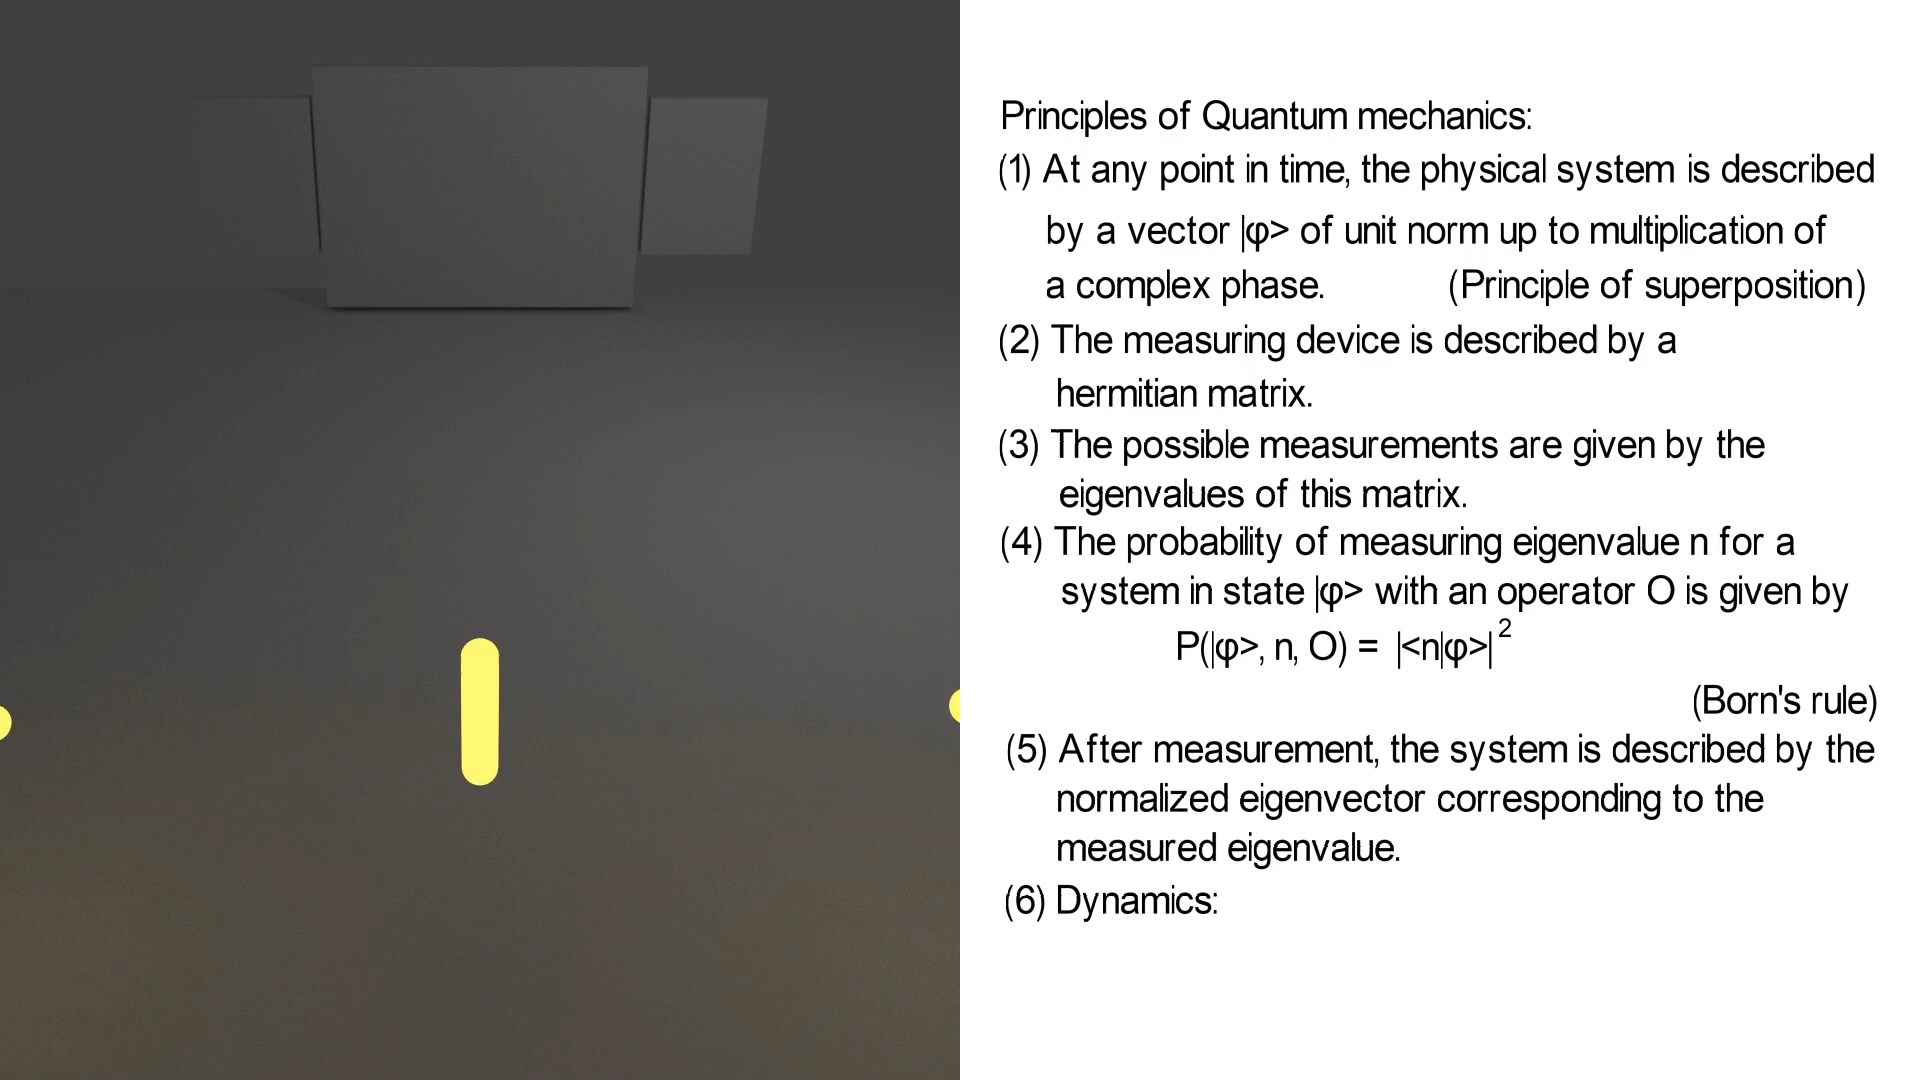 Principles of Quantum mechanics:
(1) At any point in time, the physical system is described
by a vector |φ> of unit norm up to multiplication of
a complex phase. (Principle of superposition)
(2) The measuring device is described by a
hermitian matrix.
(3) The possible measurements are given by the
eigenvalues of this matrix.
(4) The probability of measuring eigenvalue n for a
system in state |φ> with an operator O is given by
P(|φ>, n, O) = |<n|φ>|²
(Born's rule)
(5) After measurement, the system is described by the
normalized eigenvector corresponding to the
measured eigenvalue.
(6) Dynamics: